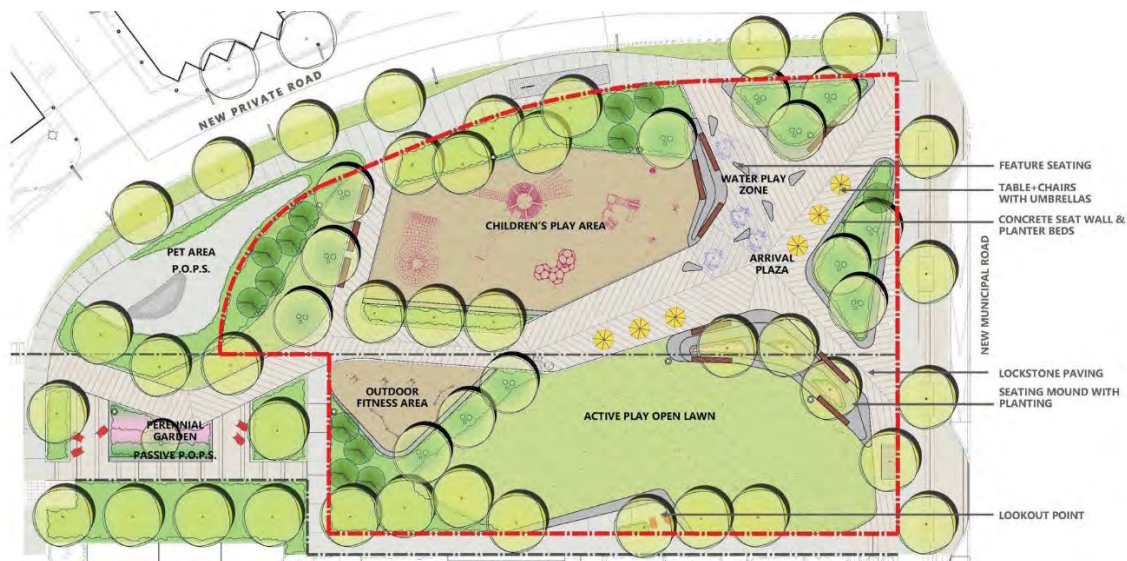 NEW PRIVATE ROAD
FEATURE SEATING
WATER PLAY
ZONE
TABLE+CHAIRS
WITH UMBRELLAS
CHILDREN'S PLAY AREA
CONCRETE SEAT WALL &
PLANTER BEDS
PET AREA
P.O.P.S.
ARRIVAL
PLAZA
NEW MUNICIPAL ROAD
LOCKSTONE PAVING
OUTDOOR
FITNESS AREA
SEATING MOUND WITH
PLANTING
ACTIVE PLAY OPEN LAWN
PERENNIAL
GARDEN
PASSIVE P.O.P.S.
LOOKOUT POINT